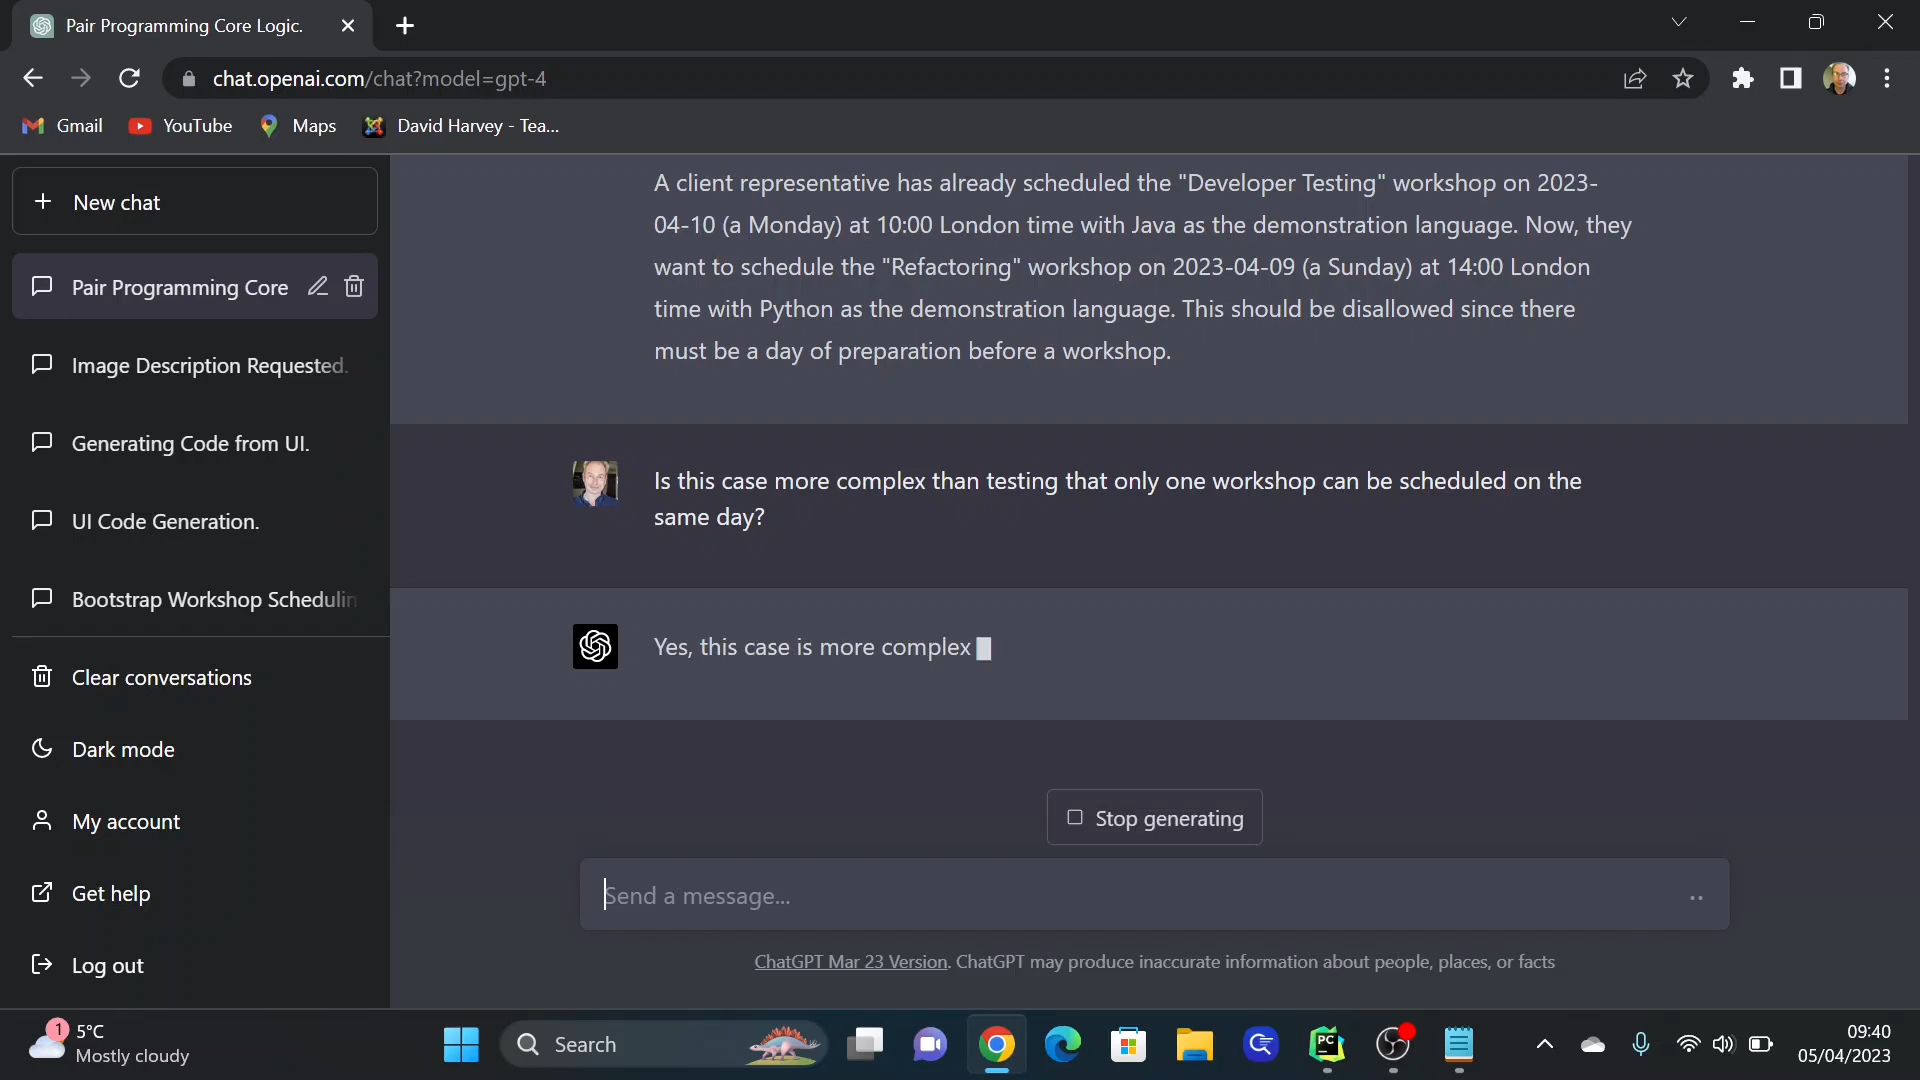 Pair Programming Core Logic.
chat.openai.com/chat?model=gpt-4
Gmail
YouTube
Maps
David Harvey - Tea...
New chat
Pair Programming Core
Image Description Requested.
Generating Code from UI.
UI Code Generation.
Bootstrap Workshop Schedulin
Clear conversations
Dark mode
My account
Get help
Log out
A client representative has already scheduled the "Developer Testing" workshop on 2023-
04-10 (a Monday) at 10:00 London time with Java as the demonstration language. Now, they
want to schedule the "Refactoring" workshop on 2023-04-09 (a Sunday) at 14:00 London
time with Python as the demonstration language. This should be disallowed since there
must be a day of preparation before a workshop.
Is this case more complex than testing that only one workshop can be scheduled on the
same day?
Yes, this case is more complex
Stop generating
Send a message...
ChatGPT Mar 23 Version. ChatGPT may produce inaccurate information about people, places, or facts
1
5°C
Mostly cloudy
Search
PC
09:40
05/04/2023